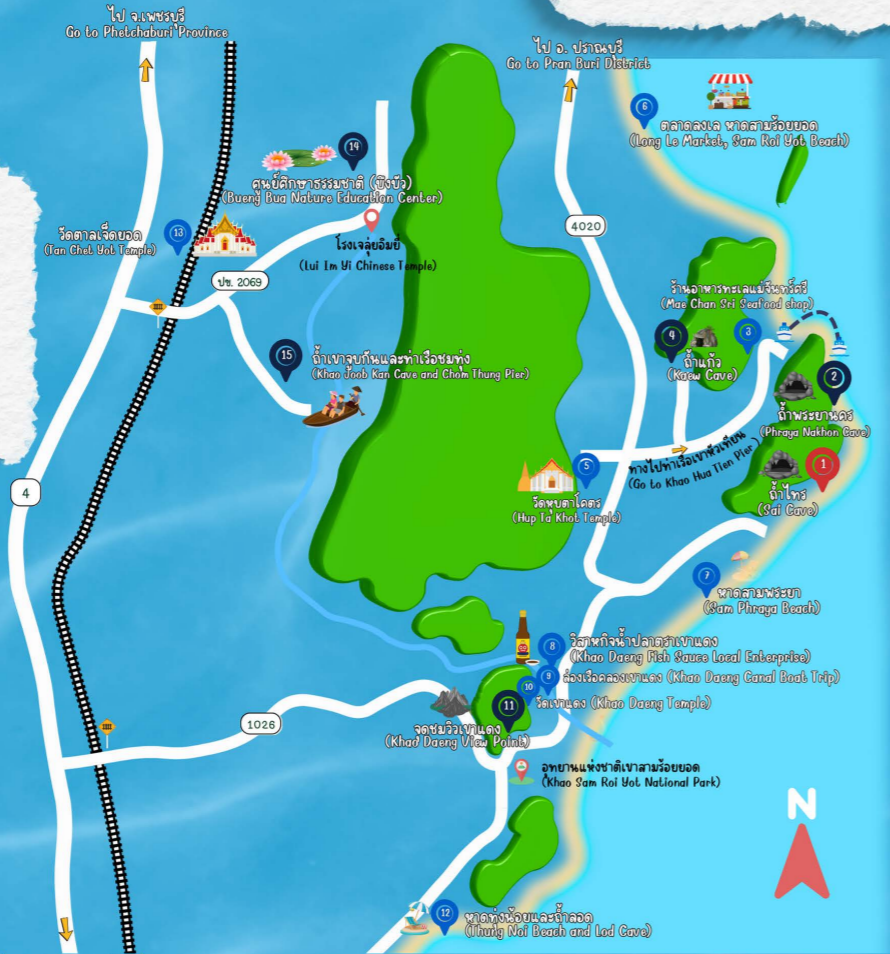 ไป จ.เพชรบุรี
Go to Phetchaburi Province
ไป อ. ปราณบุรี
Go to Pran Buri District
6
ตลาดลงเล หาดสามร้อยยอด
(Long Le Market, Sam Roi Yot Beach)
14
ศูนย์ศึกษาธรรมชาติ (บึงบัว)
(Bueng Bua Nature Education Center)
13
วัดตาลเจ็ดยอด
(Tan Chet Yot Temple)
โรงเจลุ่ยอิมยี่
(Lui Im Yi Chinese Temple)
4020
ปข. 2069
ร้านอาหารทะเลแม่จันทร์ศรี
(Mae Chan Sri Seafood shop)
4
3
ถ้ำแก้ว
(Kaew Cave)
15
ถ้ำเขาจูบกันและท่าเรือชมทุ่ง
(Khao Joob Kan Cave and Chom Thung Pier)
2
ถ้ำพระยานคร
(Phraya Nakhon Cave)
ทางไปท่าเรือเขาหัวเทียน
(Go to Khao Hua Tien Pier )
5
วัดหุบตาโคตร
(Hup Ta Khot Temple)
1
ถ้ำไทร
(Sai Cave)
4
7
หาดสามพระยา
(Sam Phraya Beach)
8
วิสาหกิจน้ำปลาตราเขาแดง
(Khao Daeng Fish Sauce Local Enterprise)
9
ล่องเรือคลองเขาแดง (Khao Daeng Canal Boat Trip)
10
วัดเขาแดง (Khao Daeng Temple)
11
1026
จุดชมวิวเขาแดง
(Khao Daeng View Point)
อุทยานแห่งชาติเขาสามร้อยยอด
(Khao Sam Roi Yot National Park)
N
12
หาดทุ่งน้อยและถ้ำลอด
(Thung Noi Beach and Lod Cave)